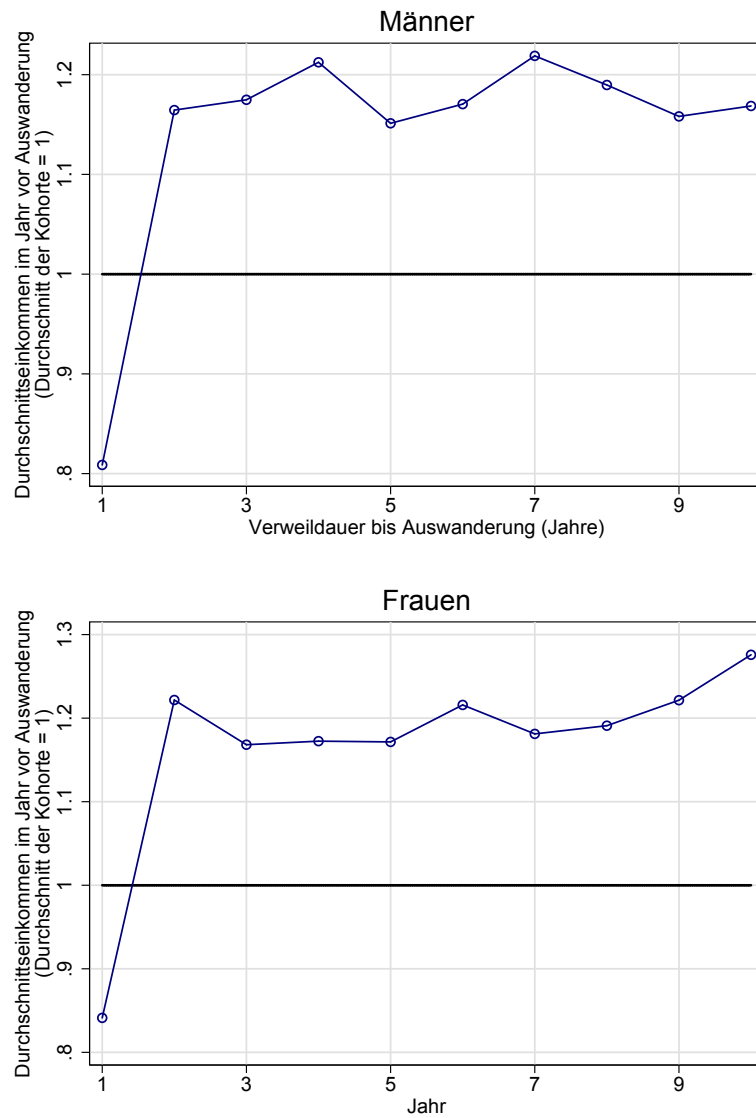 Männer
Durchschnittseinkommen im Jahr vor Auswanderung
(Durchschnitt der Kohorte = 1)
1.2
1.1
1
.9
.8
1 3 5 7 9
Verweildauer bis Auswanderung (Jahre)
Frauen
Durchschnittseinkommen im Jahr vor Auswanderung
(Durchschnitt der Kohorte = 1)
1.3
1.2
1.1
1
.9
.8
1 3 5 7 9
Jahr